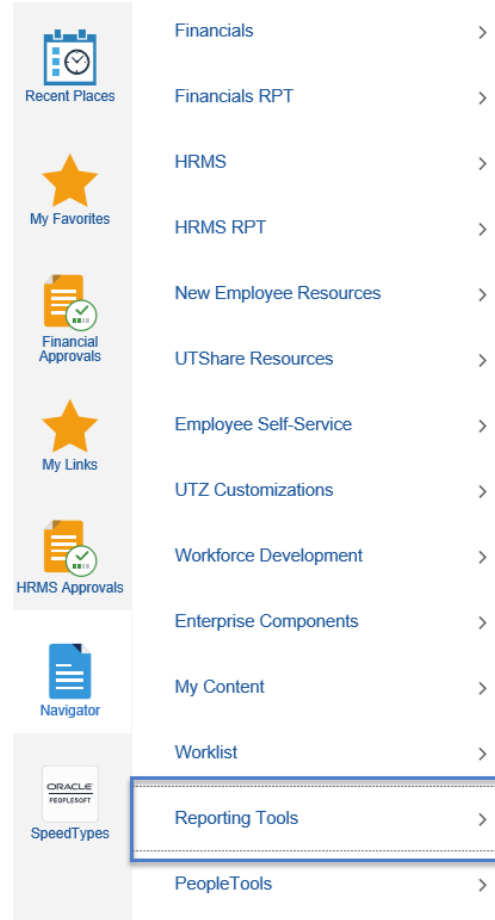 Recent Places
My Favorites
Financial
Approvals
My Links
HRMS Approvals
Navigator
ORACLE
PEOPLESOFT
SpeedTypes
Financials
Financials RPT
HRMS
HRMS RPT
New Employee Resources
UTShare Resources
Employee Self-Service
UTZ Customizations
Workforce Development
Enterprise Components
My Content
Worklist
Reporting Tools
PeopleTools